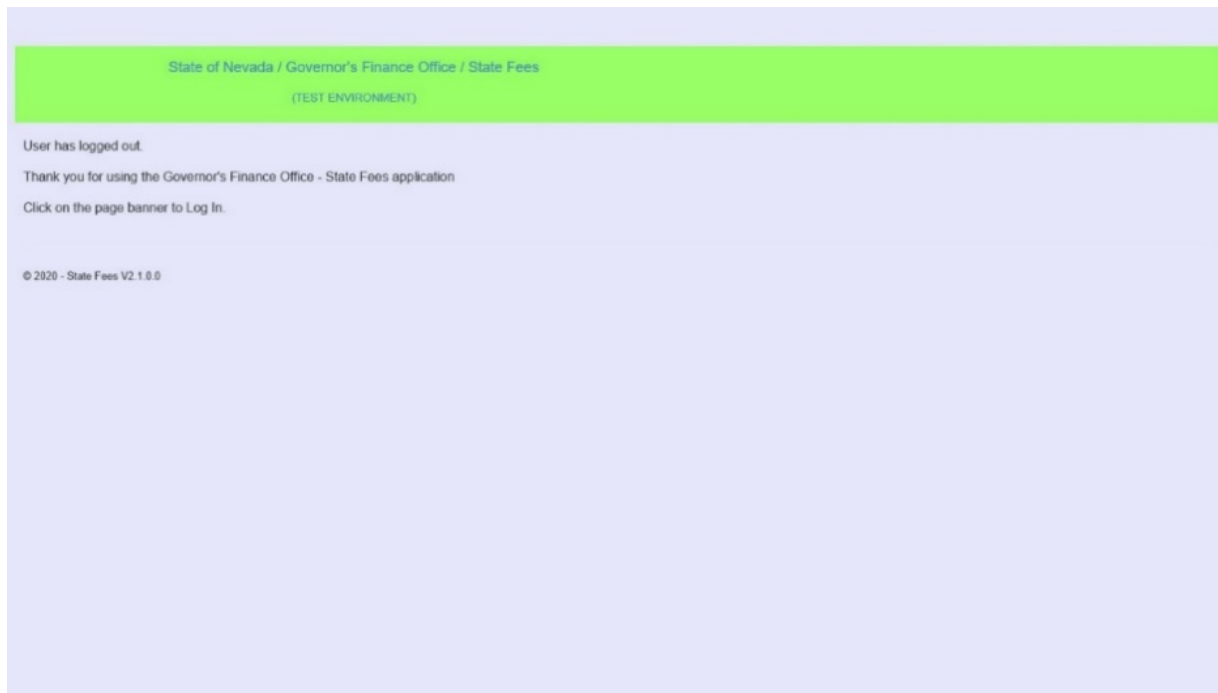 State of Nevada / Governor's Finance Office / State Fees
(TEST ENVIRONMENT)
User has logged out.
Thank you for using the Governor's Finance Office - State Fees application
Click on the page banner to Log In.
© 2020 - State Fees V2.1.0.0